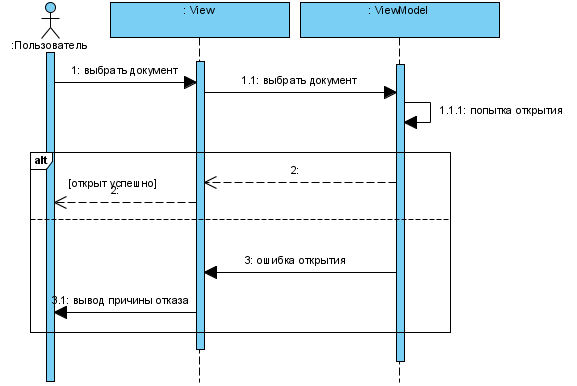 : View
: ViewModel
:Пользователь
1: выбрать документ
1.1: выбрать документ
1.1.1: попытка открытия
alt
2:
[открыт успешно]
2:
3: ошибка открытия
3.1: вывод причины отказа